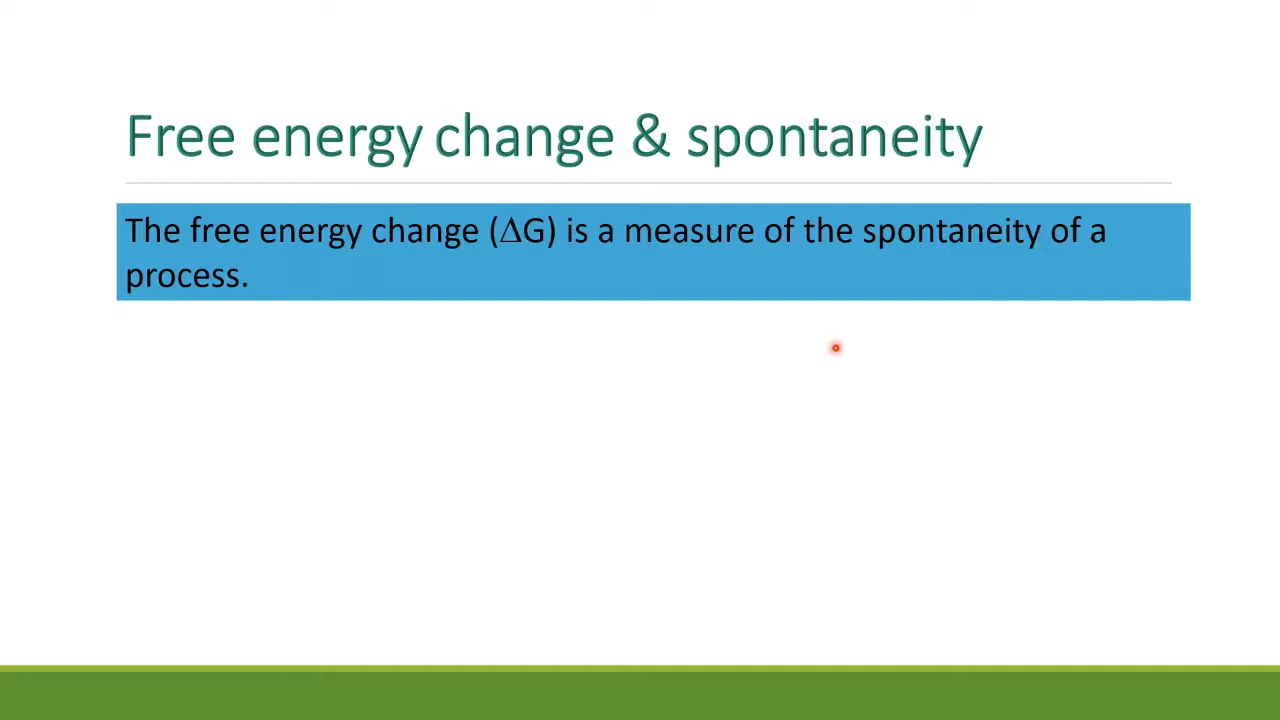 Free energy change & spontaneity
The free energy change (ΔG) is a measure of the spontaneity of a
process.